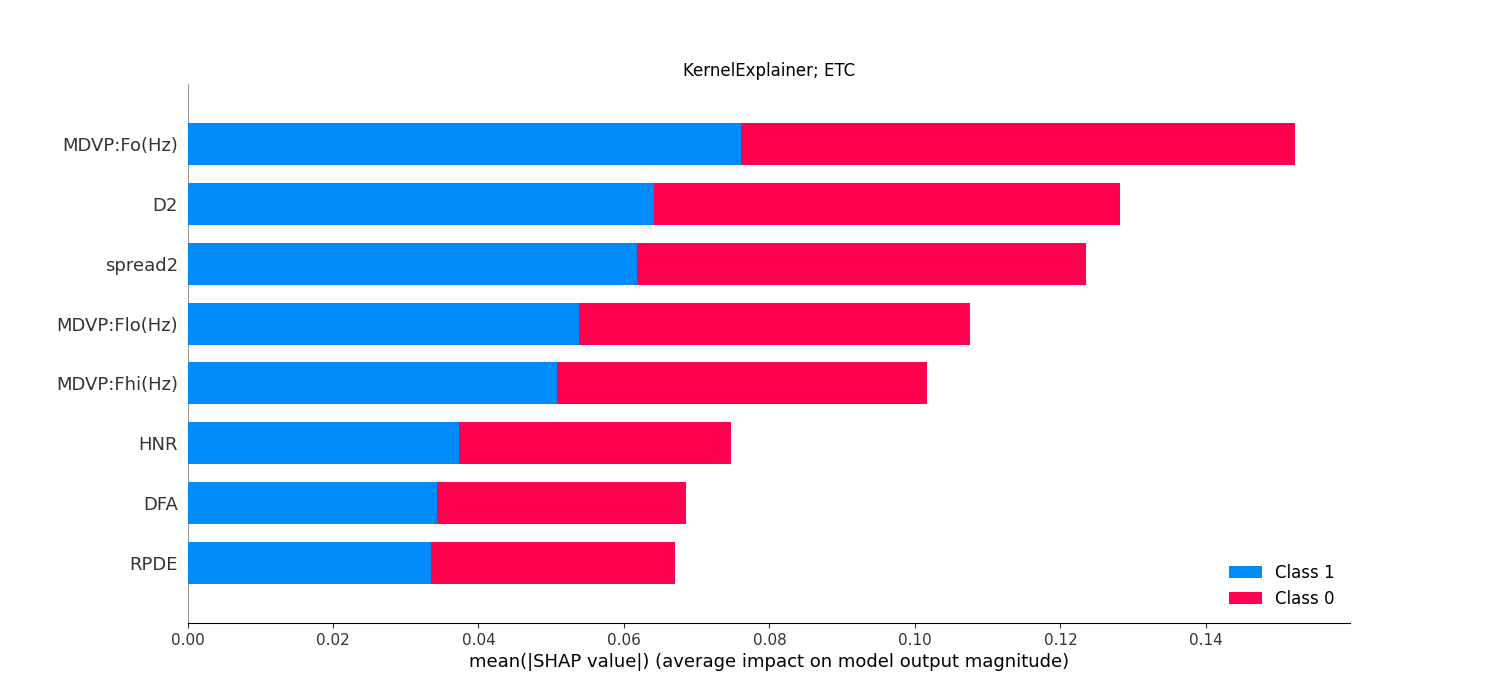 KernelExplainer; ETC
MDVP:Fo(Hz)
D2
spread2
MDVP:Flo(Hz)
MDVP:Fhi(Hz)
HNR
DFA
RPDE
Class 1
Class 0
0.00 0.02 0.04 0.06 0.08 0.10 0.12 0.14
mean(|SHAP value|) (average impact on model output magnitude)